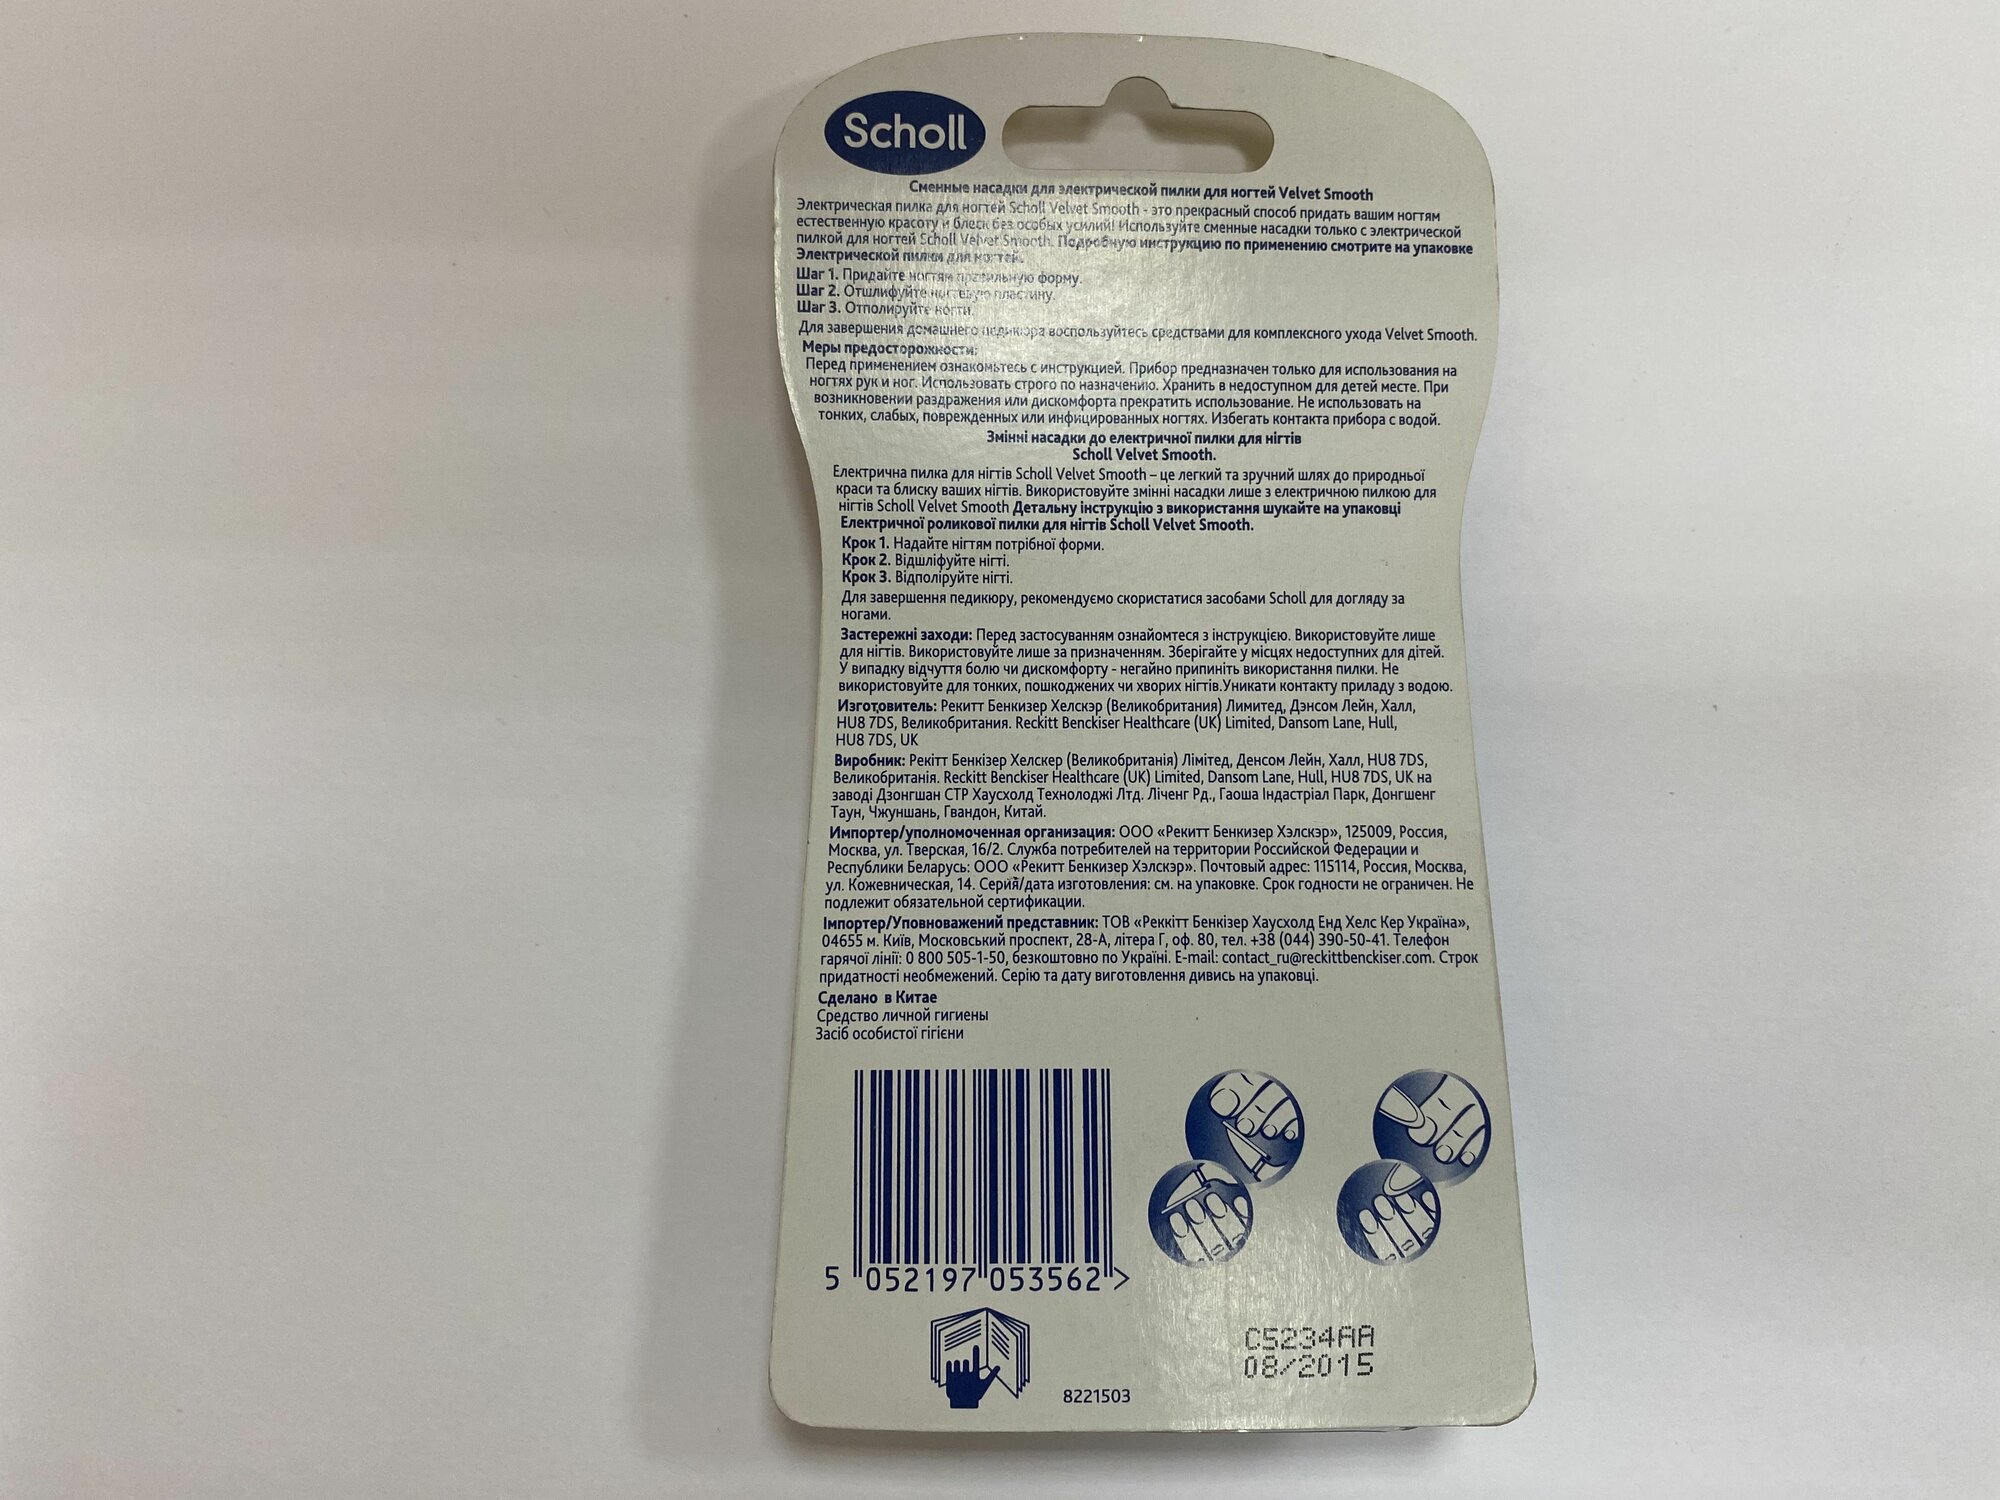 Scholl
Сменные насадки для электрической пилки для ногтей Velvet Smooth
Электрическая пилка для ногтей Scholl Velvet Smooth - это прекрасный способ придать вашим ногтям
естественную красоту и блеск без особых усилий! Используйте сменные насадки только с электрической
пилкой для ногтей Scholl Velvet Smooth. Подробную инструкцию по применению смотрите на упаковке
Электрической пилки для ногтей.
Шаг 1. Придайте ногтям правильную форму.
Шаг 2. Отшлифуйте ногтевую пластину.
Шаг 3. Отполируйте ногти.
Для завершения домашнего педикюра воспользуйтесь средствами для комплексного ухода Velvet Smooth.
Меры предосторожности:
Перед применением ознакомьтесь с инструкцией. Прибор предназначен только для использования на
ногтях рук и ног. Использовать строго по назначению. Хранить в недоступном для детей месте. При
возникновении раздражения или дискомфорта прекратить использование. Не использовать на
тонких, слабых, поврежденных или инфицированных ногтях. Избегать контакта прибора с водой.
Змінні насадки до електричної пилки для нігтів
Scholl Velvet Smooth.
Електрична пилка для нігтів Scholl Velvet Smooth – це легкий та зручний шлях до природньої
краси та блиску ваших нігтів. Використовуйте змінні насадки лише з електричною пилкою для
нігтів Scholl Velvet Smooth Детальну інструкцію з використання шукайте на упаковці
Електричної роликової пилки для нігтів Scholl Velvet Smooth.
Крок 1. Надайте нігтям потрібної форми.
Крок 2. Відшліфуйте нігті.
Крок 3. Відполіруйте нігті.
Для завершення педикюру, рекомендуємо скористатися засобами Scholl для догляду за
ногами.
Застережні заходи: Перед застосуванням ознайомтеся з інструкцією. Використовуйте лише
для нігтів. Використовуйте лише за призначенням. Зберігайте у місцях недоступних для дітей.
У випадку відчуття болю чи дискомфорту - негайно припиніть використання пилки. Не
використовуйте для тонких, пошкоджених чи хворих нігтів.Уникати контакту приладу з водою.
Изготовитель: Рекитт Бенкизер Хелскэр (Великобритания) Лимитед, Дэнсом Лейн, Халл,
HU8 7DS, Великобритания. Reckitt Benckiser Healthcare (UK) Limited, Dansom Lane, Hull,
HU8 7DS, UK
Виробник: Рекітт Бенкізер Хелскер (Великобританія) Лімітед, Денсом Лейн, Халл, HU8 7DS,
Великобританія. Reckitt Benckiser Healthcare (UK) Limited, Dansom Lane, Hull, HU8 7DS, UK на
заводі Дзонгшан СТР Хаусхолд Технолоджі Лтд. Ліченг Рд., Гаоша Індастріал Парк, Донгшенг
Таун, Чжуншань, Гвандон, Китай.
Импортер/уполномоченная организация: ООО «Рекитт Бенкизер Хэлскэр», 125009, Россия,
Москва, ул. Тверская, 16/2. Служба потребителей на территории Российской Федерации и
Республики Беларусь: ООО «Рекитт Бенкизер Хэлскэр». Почтовый адрес: 115114, Россия, Москва,
ул. Кожевническая, 14. Серия/дата изготовления: см. на упаковке. Срок годности не ограничен. Не
подлежит обязательной сертификации.
Імпортер/Уповноважений представник: ТОВ «Реккітт Бенкізер Хаусхолд Енд Хелс Кер Україна»,
04655 м. Київ, Московський проспект, 28-А, літера Г, оф. 80, тел. +38 (044) 390-50-41. Телефон
гарячої лінії: 0 800 505-1-50, безкоштовно по Україні. E-mail: contact_ru@reckittbenckiser.com. Строк
придатності необмежений. Серію та дату виготовлення дивись на упаковці.
Сделано в Китае
Средство личной гигиены
Засіб особистої гігієни
5 052197 053562 >
8221503
C5234AA
08/2015